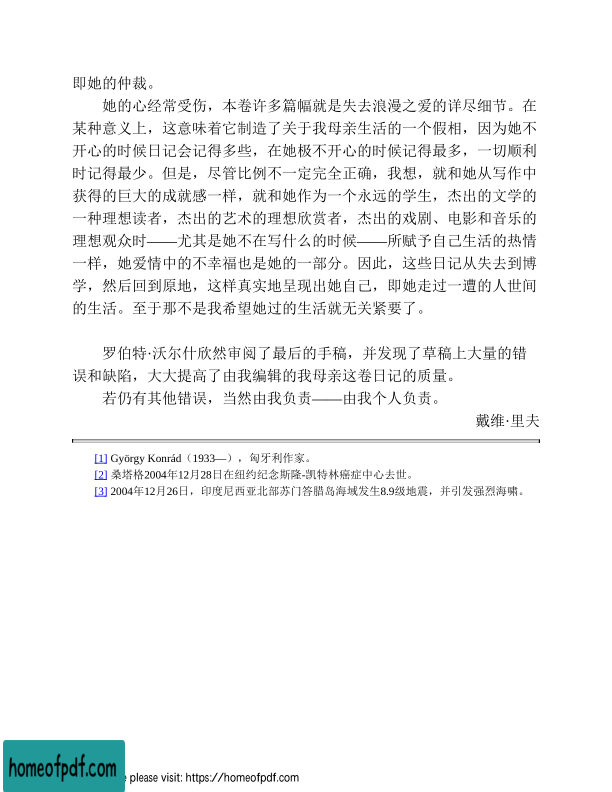 即她的仲裁。
她的心经常受伤，本卷许多篇幅就是失去浪漫之爱的详尽细节。在
某种意义上，这意味着它制造了关于我母亲生活的一个假相，因为她不
开心的时候日记会记得多些，在她极不开心的时候记得最多，一切顺利
时记得最少。但是，尽管比例不一定完全正确，我想，就和她从写作中
获得的巨大的成就感一样，就和她作为一个永远的学生，杰出的文学的
一种理想读者，杰出的艺术的理想欣赏者，杰出的戏剧、电影和音乐的
理想观众时——尤其是她不在写什么的时候——所赋予自己生活的热情
一样，她爱情中的不幸福也是她的一部分。因此，这些日记从失去到博
学，然后回到原地，这样真实地呈现出她自己，即她走过一遭的人世间
的生活。至于那不是我希望她过的生活就无关紧要了。
罗伯特·沃尔什欣然审阅了最后的手稿，并发现了草稿上大量的错
误和缺陷，大大提高了由我编辑的我母亲这卷日记的质量。
若仍有其他错误，当然由我负责——由我个人负责。
戴维·里夫
[1] György Konrád（1933—），匈牙利作家。
[2] 桑塔格2004年12月28日在纽约纪念斯隆-凯特林癌症中心去世。
[3] 2004年12月26日，印度尼西亚北部苏门答腊岛海域发生8.9级地震，并引发强烈海啸。
homeofpdf.com
e please visit: https://homeofpdf.com